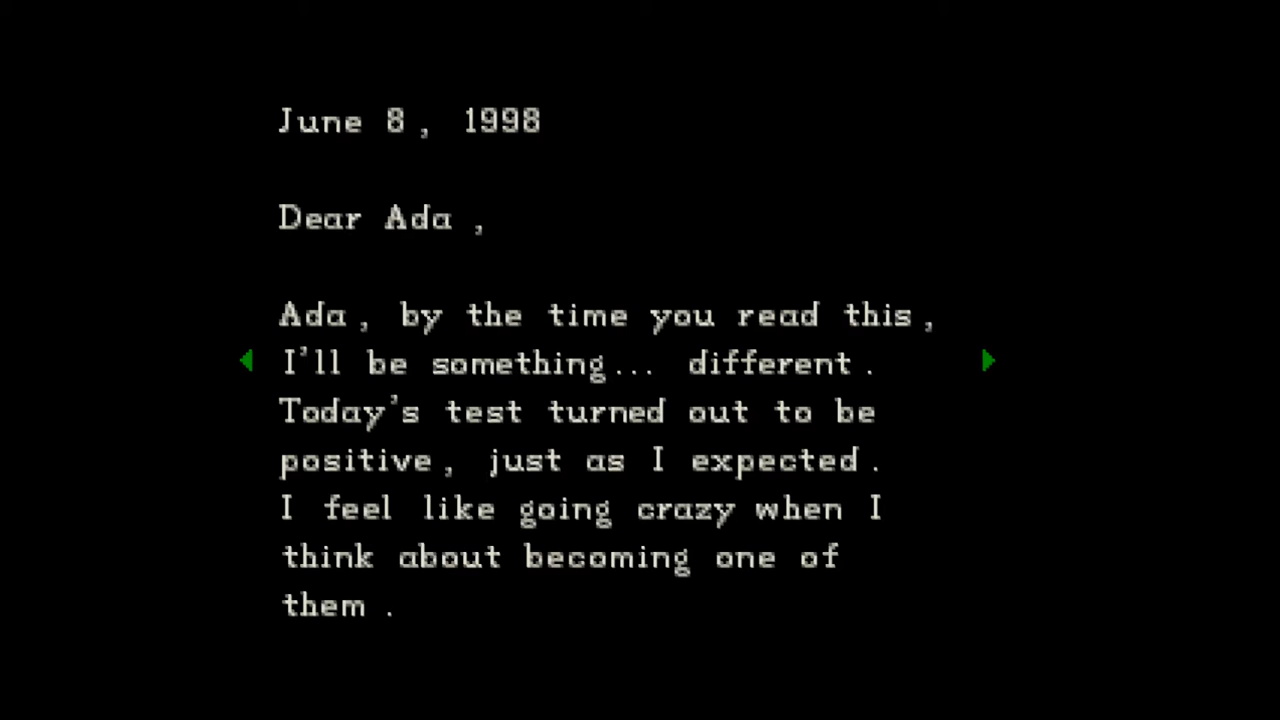 June 8, 1998
Dear Ada,
Ada, by the time you read this,
I'll be something... different.
Today's test turned out to be
positive, just as I expected.
I feel like going crazy when I
think about becoming one of
them.